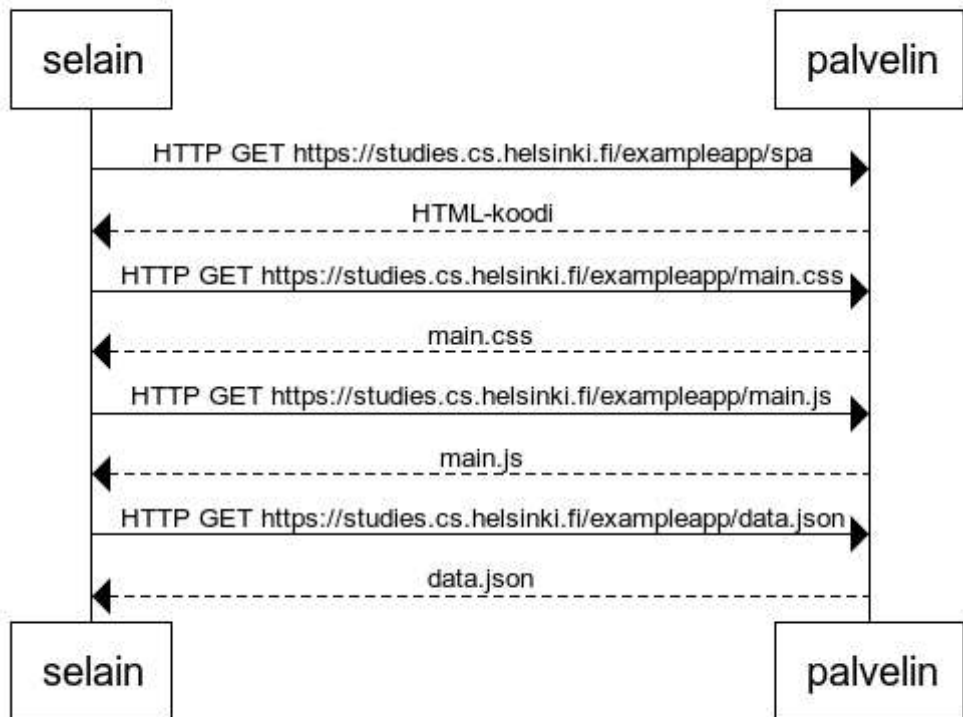 selain
palvelin
HTTP GET https://studies.cs.helsinki.fi/exampleapp/spa
HTML-koodi
HTTP GET https://studies.cs.helsinki.fi/exampleapp/main.css
main.css
HTTP GET https://studies.cs.helsinki.fi/exampleapp/main.js
main.js
HTTP GET https://studies.cs.helsinki.fi/exampleapp/data.json
data.json
selain
palvelin